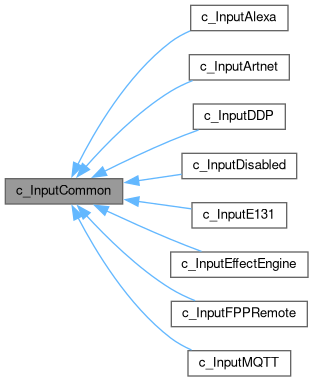 c_InputAlexa
c_InputArtnet
c_InputDDP
c_InputDisabled
c_InputCommon
c_InputE131
c_InputEffectEngine
c_InputFPPRemote
c_InputMQTT